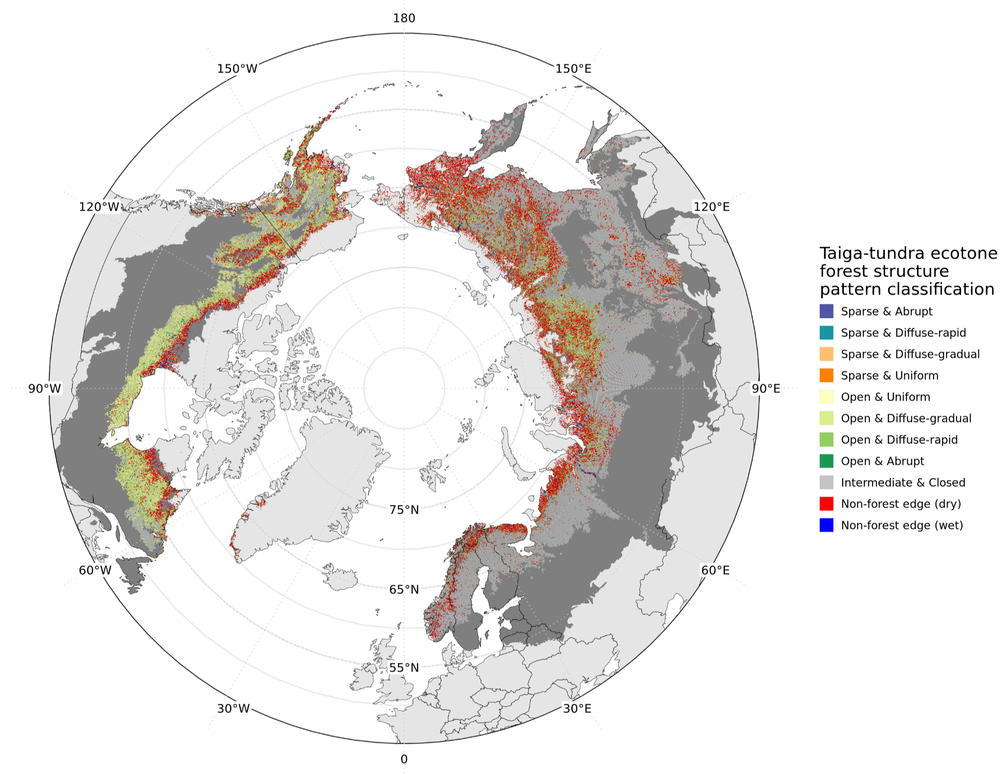 180
150°W
150°E
120°W
120°E
90°W
90°E
75°N
60°W
60°E
65°N
55°N
30°W
30°E
0
Taiga-tundra ecotone
forest structure
pattern classification
Sparse & Abrupt
Sparse & Diffuse-rapid
Sparse & Diffuse-gradual
Sparse & Uniform
Open & Uniform
Open & Diffuse-gradual
Open & Diffuse-rapid
Open & Abrupt
Intermediate & Closed
Non-forest edge (dry)
Non-forest edge (wet)